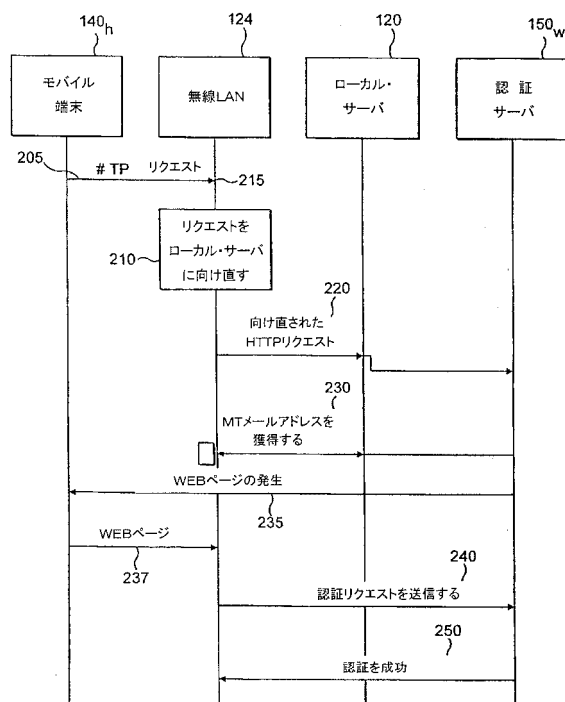 140h
124
120
150w
モバイル
端末
無線LAN
ローカル・
サーバ
認 証
サーバ
205
# TP リクエスト
215
リクエストを
ローカル・サーバ
に向け直す
210
220
向け直された
HTTPリクエスト
230
MTメールアドレスを
獲得する
WEBページの発生
235
WEBページ
237
240
認証リクエストを送信する
250
認証を成功